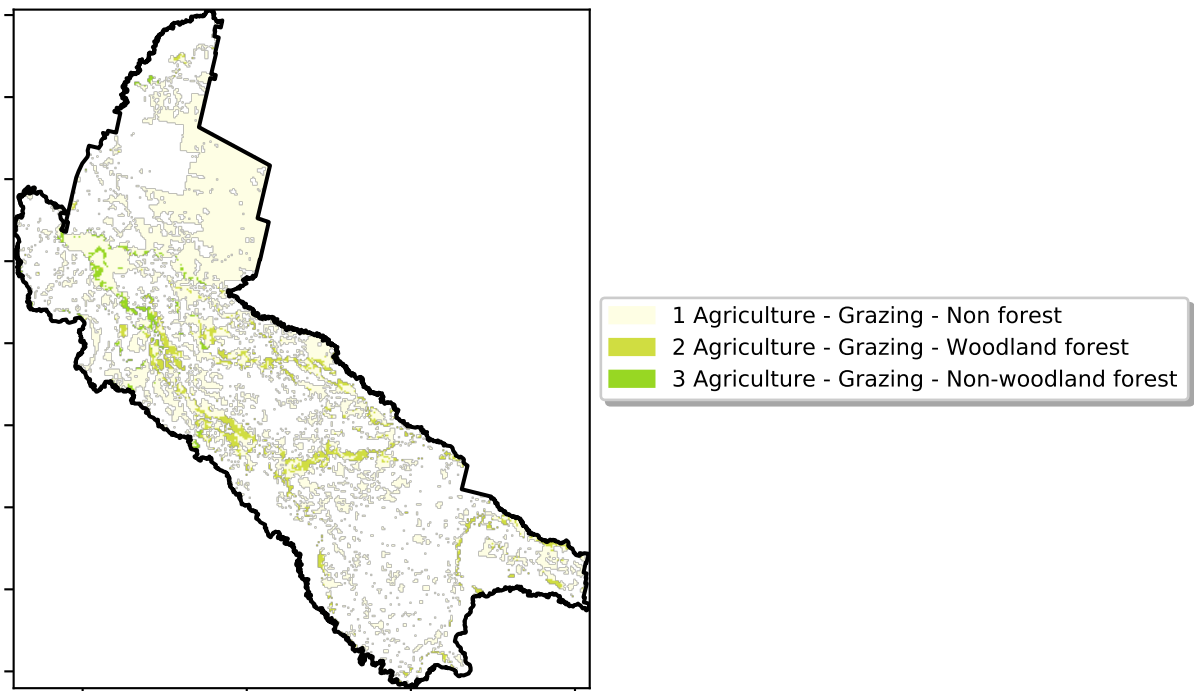 1 Agriculture - Grazing - Non forest
2 Agriculture - Grazing - Woodland forest
3 Agriculture - Grazing - Non-woodland forest